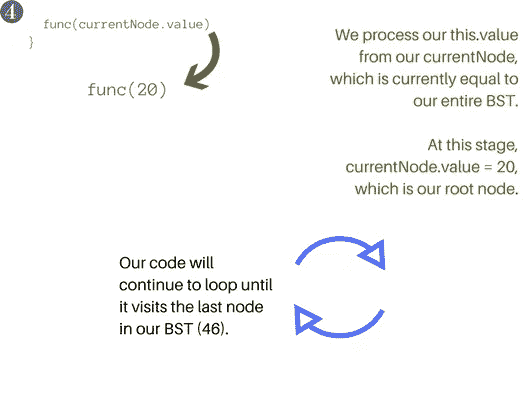 4
func(currentNode.value)
}
func(20)
We process our this.value
from our currentNode,
which is currently equal to
our entire BST.
At this stage,
currentNode.value = 20,
which is our root node.
Our code will
continue to loop until
it visits the last node
in our BST (46).